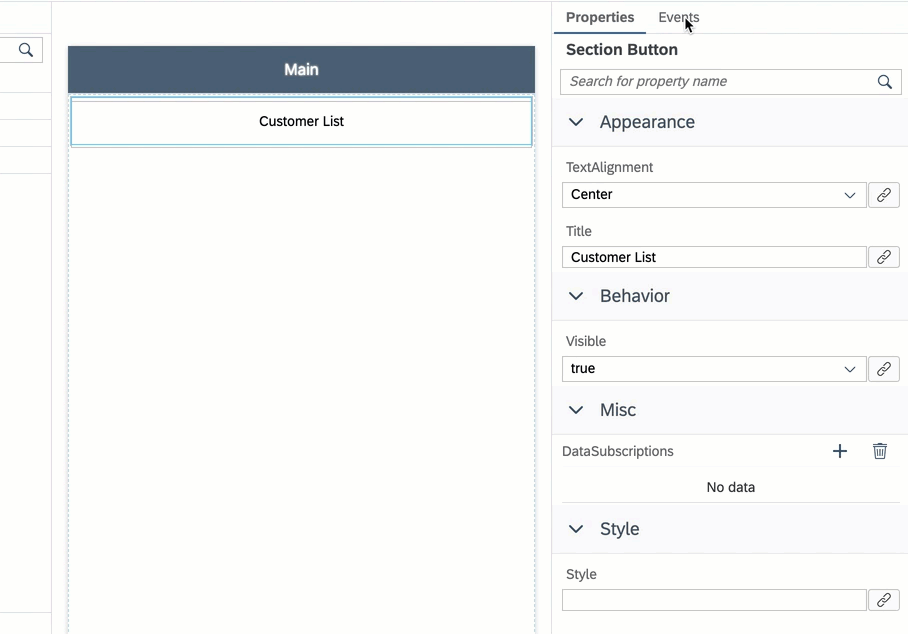 Main
Customer List
Properties Events
Section Button
Search for property name
Appearance
TextAlignment
Center
Title
Customer List
Behavior
Visible
true
Misc
DataSubscriptions
No data
Style
Style